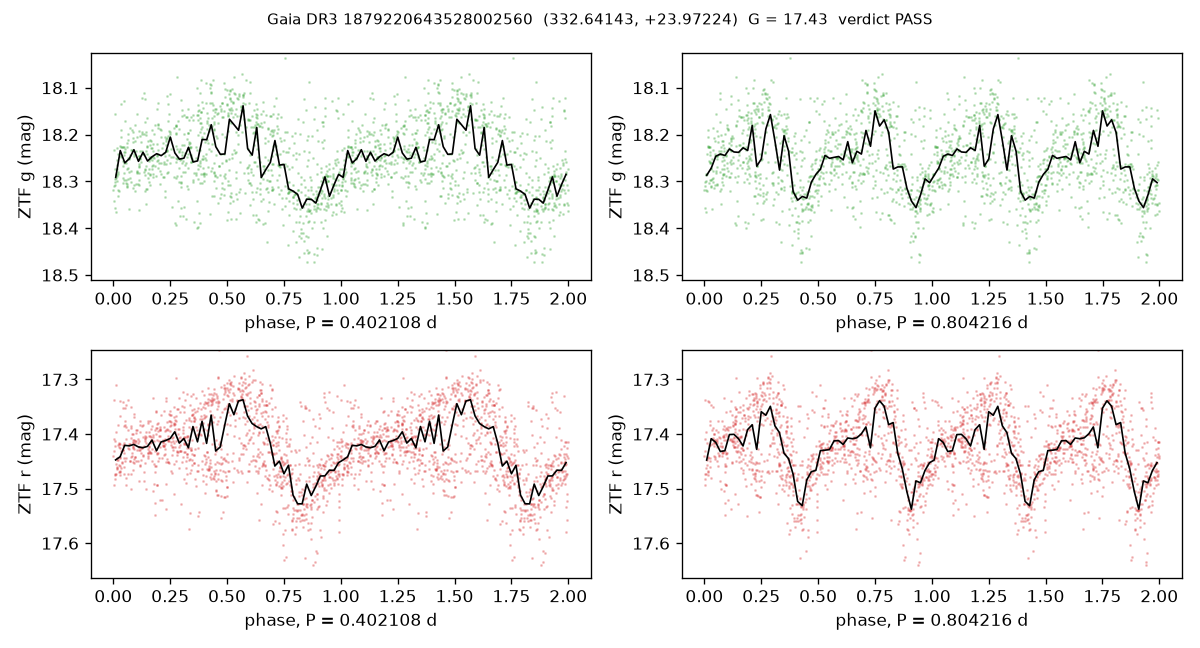 Gaia DR3 1879220643528002560 (332.64143, +23.97224) G = 17.43 verdict PASS
ZTF g (mag)
18.1
18.2
18.3
18.4
18.5
0.00 0.25 0.50 0.75 1.00 1.25 1.50 1.75 2.00
phase, P = 0.402108 d
ZTF g (mag)
18.1
18.2
18.3
18.4
18.5
0.00 0.25 0.50 0.75 1.00 1.25 1.50 1.75 2.00
phase, P = 0.804216 d
ZTF r (mag)
17.3
17.4
17.5
17.6
0.00 0.25 0.50 0.75 1.00 1.25 1.50 1.75 2.00
phase, P = 0.402108 d
ZTF r (mag)
17.3
17.4
17.5
17.6
0.00 0.25 0.50 0.75 1.00 1.25 1.50 1.75 2.00
phase, P = 0.804216 d